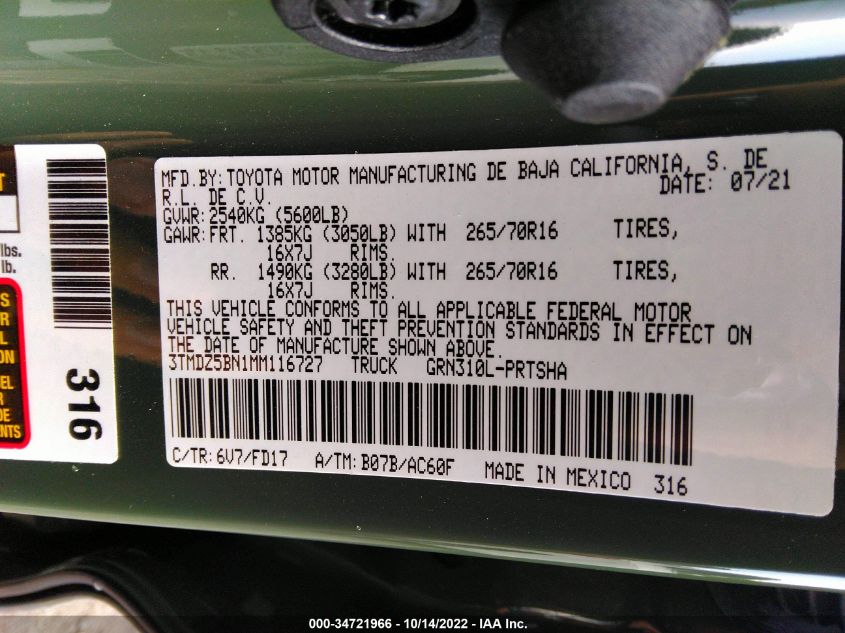 MFD.BY:TOYOTA MOTOR MANUFACTURING DE BAJA CALIFORNIA, S. DE
R.L. DE C.V. DATE: 07/21
GVWR:2540KG (5600LB)
GAWR:FRT. 1385KG (3050LB) WITH 265/70R16 TIRES,
16X7J RIMS.
RR. 1490KG (3280LB) WITH 265/70R16 TIRES,
16X7J RIMS.
THIS VEHICLE CONFORMS TO ALL APPLICABLE FEDERAL MOTOR
VEHICLE SAFETY AND THEFT PREVENTION STANDARDS IN EFFECT ON
THE DATE OF MANUFACTURE SHOWN ABOVE.
3TMDZ5BN1MM116727 TRUCK GRN310L-PRTSHA
C/TR:6V7/FD17 A/TM:B07B/AC60F MADE IN MEXICO 316
lbs.
lb.
316
000-34721966 - 10/14/2022 - IAA Inc.